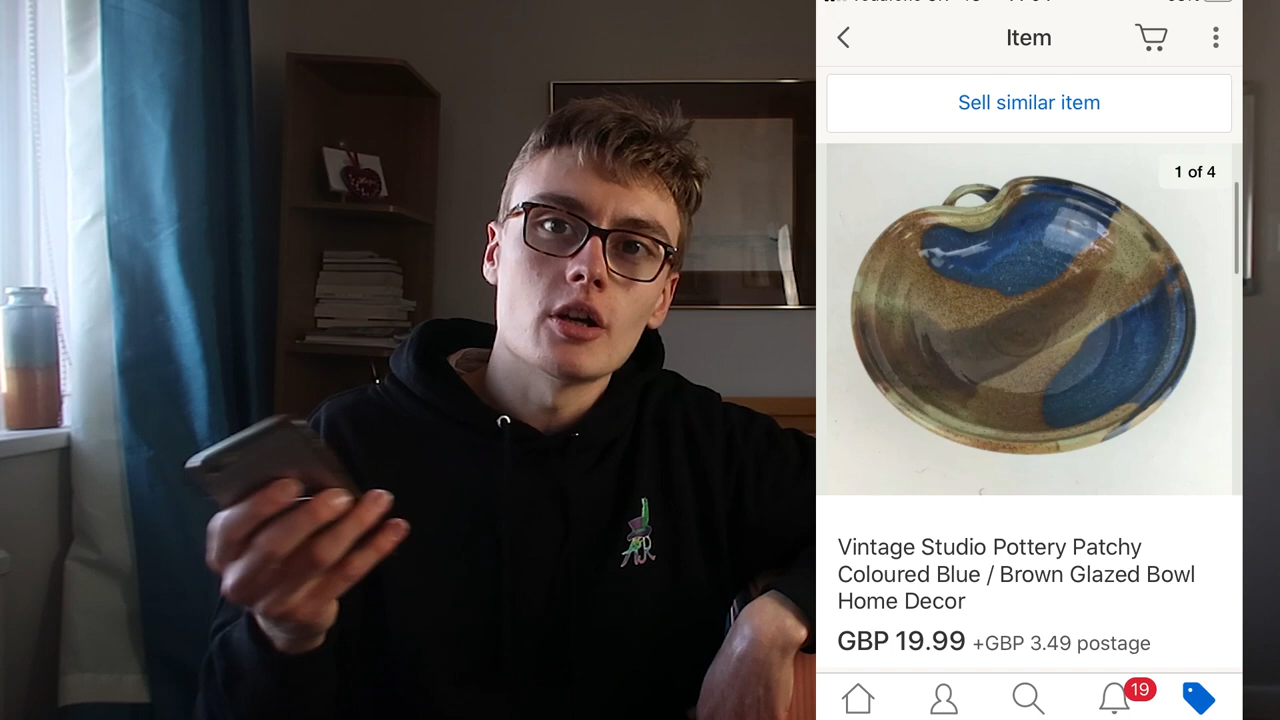 Item
Sell similar item
1 of 4
Vintage Studio Pottery Patchy
Coloured Blue / Brown Glazed Bowl
Home Decor
GBP 19.99 +GBP 3.49 postage
19
AR